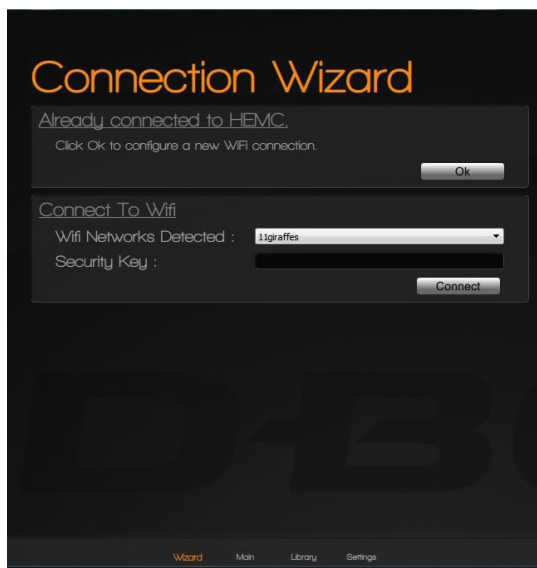 Connection Wizard
Already connected to HEMC.
Click Ok to configure a new WiFi connection.
Ok
Connect To Wifi
Wifi Networks Detected : 11giraffes
Security Key :
Connect
D-BO
Wizard Main Library Settings